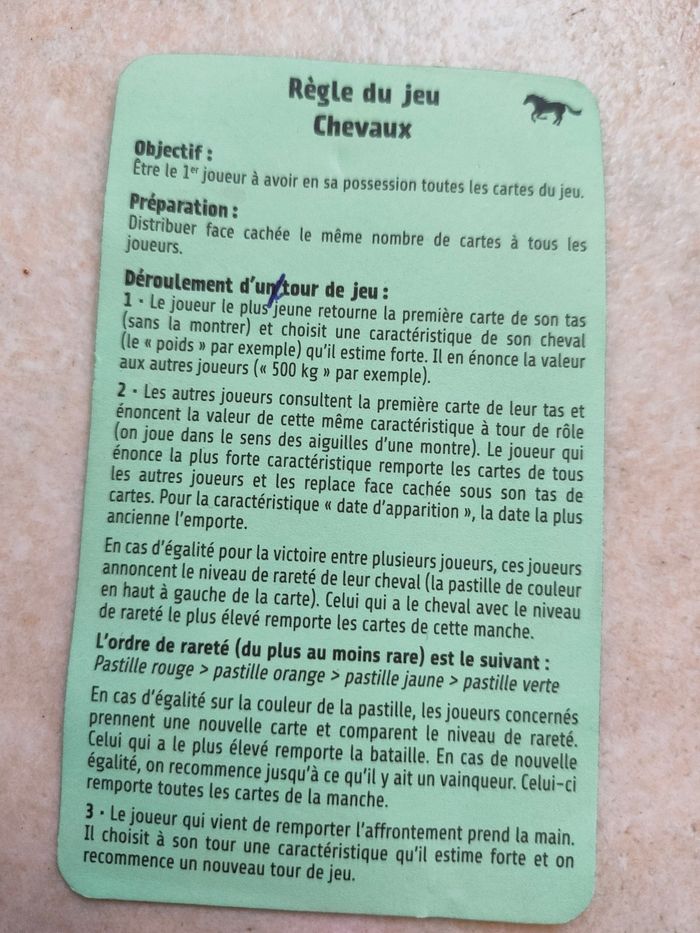 Règle du jeu
Chevaux
Objectif :
Être le 1er joueur à avoir en sa possession toutes les cartes du jeu.
Préparation :
Distribuer face cachée le même nombre de cartes à tous les
joueurs.
Déroulement d'un tour de jeu :
1 - Le joueur le plus jeune retourne la première carte de son tas
(sans la montrer) et choisit une caractéristique de son cheval
(le « poids » par exemple) qu'il estime forte. Il en énonce la valeur
aux autres joueurs (« 500 kg » par exemple).
2 - Les autres joueurs consultent la première carte de leur tas et
énoncent la valeur de cette même caractéristique à tour de rôle
(on joue dans le sens des aiguilles d'une montre). Le joueur qui
énonce la plus forte caractéristique remporte les cartes de tous
les autres joueurs et les replace face cachée sous son tas de
cartes. Pour la caractéristique « date d'apparition », la date la plus
ancienne l'emporte.
En cas d'égalité pour la victoire entre plusieurs joueurs, ces joueurs
annoncent le niveau de rareté de leur cheval (la pastille de couleur
en haut à gauche de la carte). Celui qui a le cheval avec le niveau
de rareté le plus élevé remporte les cartes de cette manche.
L'ordre de rareté (du plus au moins rare) est le suivant :
Pastille rouge > pastille orange > pastille jaune > pastille verte
En cas d'égalité sur la couleur de la pastille, les joueurs concernés
prennent une nouvelle carte et comparent le niveau de rareté.
Celui qui a le plus élevé remporte la bataille. En cas de nouvelle
égalité, on recommence jusqu'à ce qu'il y ait un vainqueur. Celui-ci
remporte toutes les cartes de la manche.
3 - Le joueur qui vient de remporter l'affrontement prend la main.
Il choisit à son tour une caractéristique qu'il estime forte et on
recommence un nouveau tour de jeu.